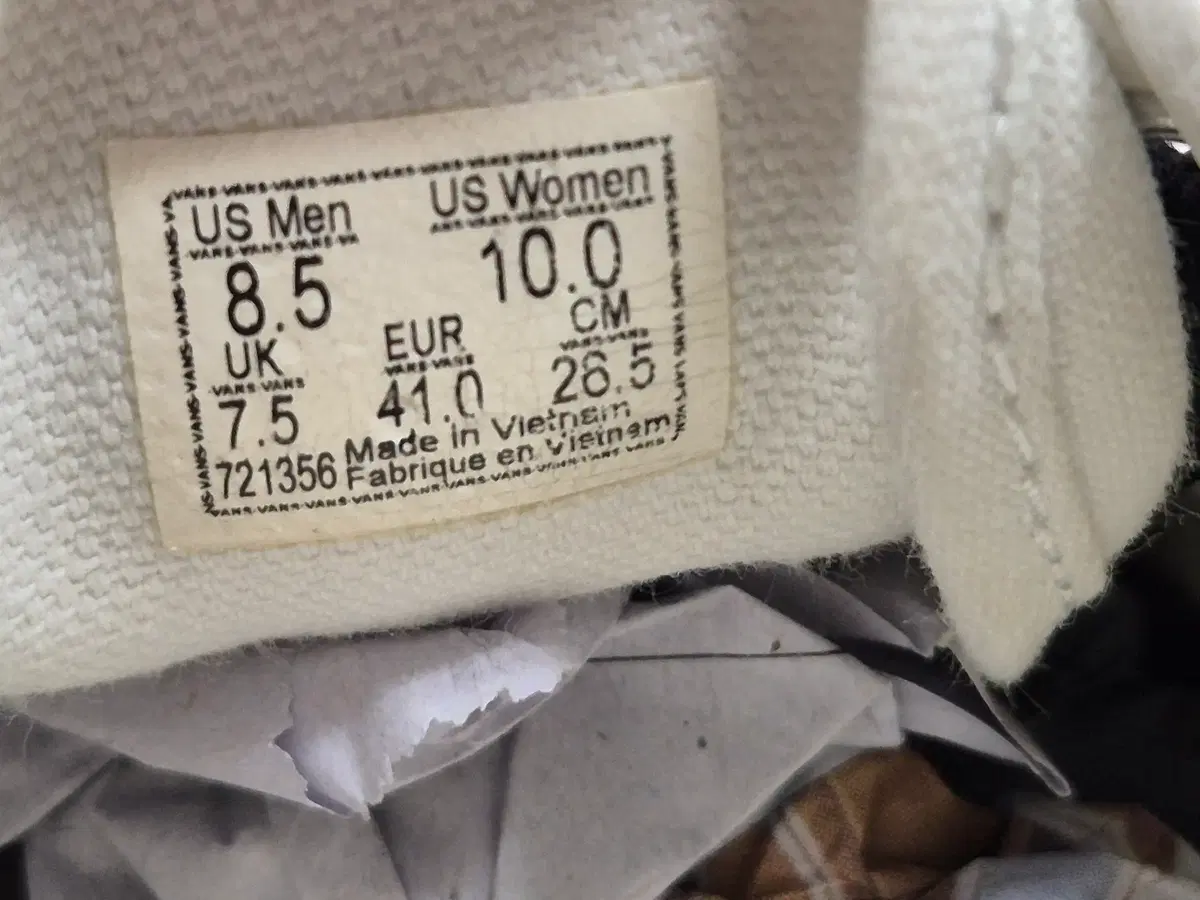 US Men US Women
8.5 10.0
UK EUR CM
7.5 41.0 26.5
721356 Made in Vietnam
Fabrique en Vietnam